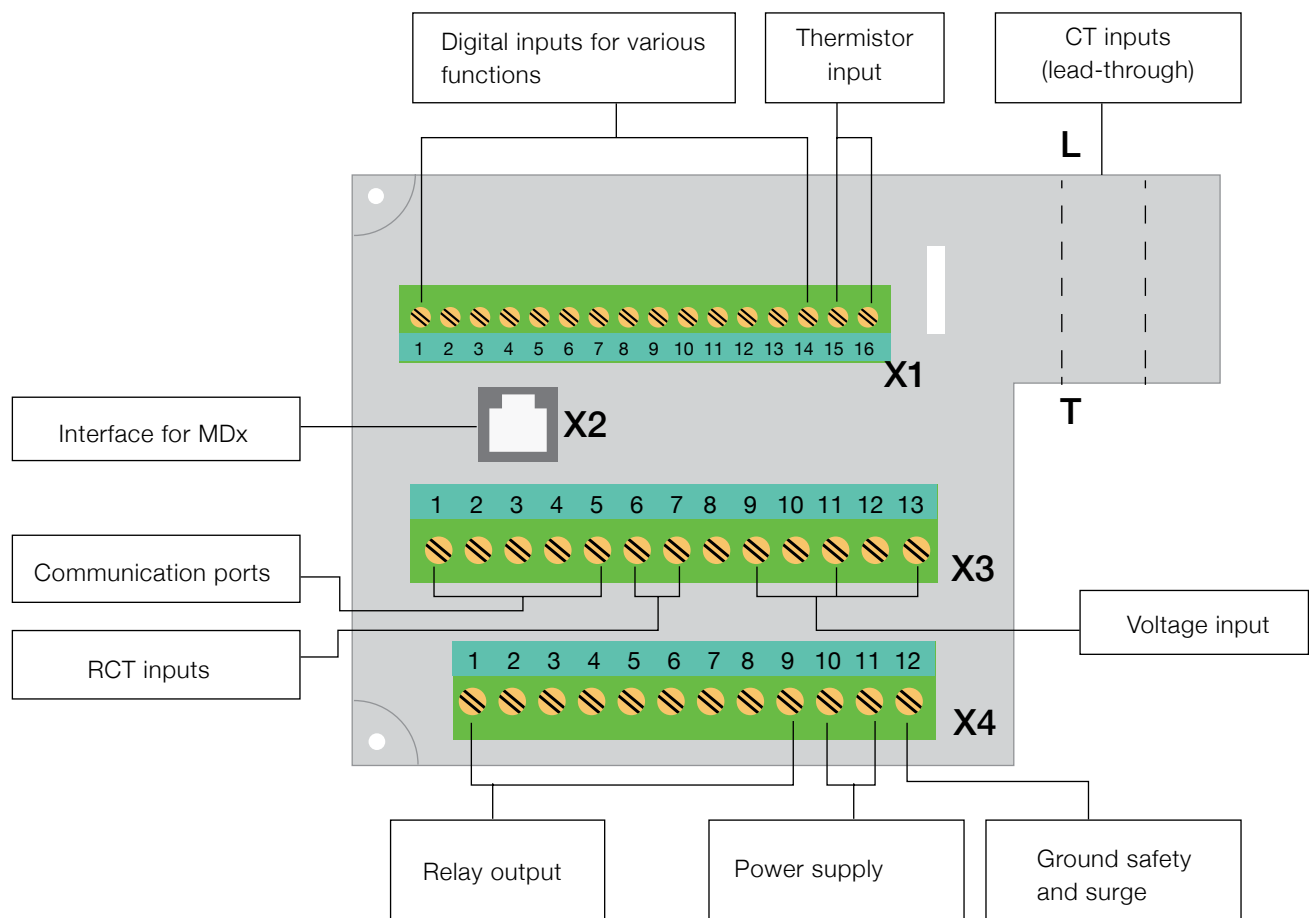 Digital inputs for various
functions
Thermistor
input
CT inputs
(lead-through)
L
1 2 3 4 5 6 7 8 9 10 11 12 13 14 15 16
X1
T
Interface for MDx
X2
1 2 3 4 5 6 7 8 9 10 11 12 13
X3
Communication ports
RCT inputs
Voltage input
1 2 3 4 5 6 7 8 9 10 11 12
X4
Relay output
Power supply
Ground safety
and surge